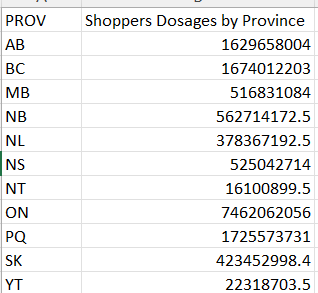 PROV Shoppers Dosages by Province
AB 1629658004
BC 1674012203
MB 516831084
NB 562714172.5
NL 378367192.5
NS 525042714
NT 16100899.5
ON 7462062056
PQ 1725573731
SK 423452998.4
YT 22318703.5